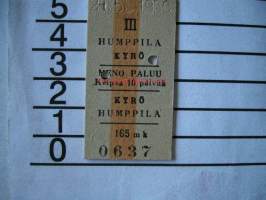 5
4
3
2
1
0
III
HUMPPILA
KYRÖ
MENO PALUU
Kelpaa 10 päivää
KYRÖ
HUMPPILA
165 mk
0637